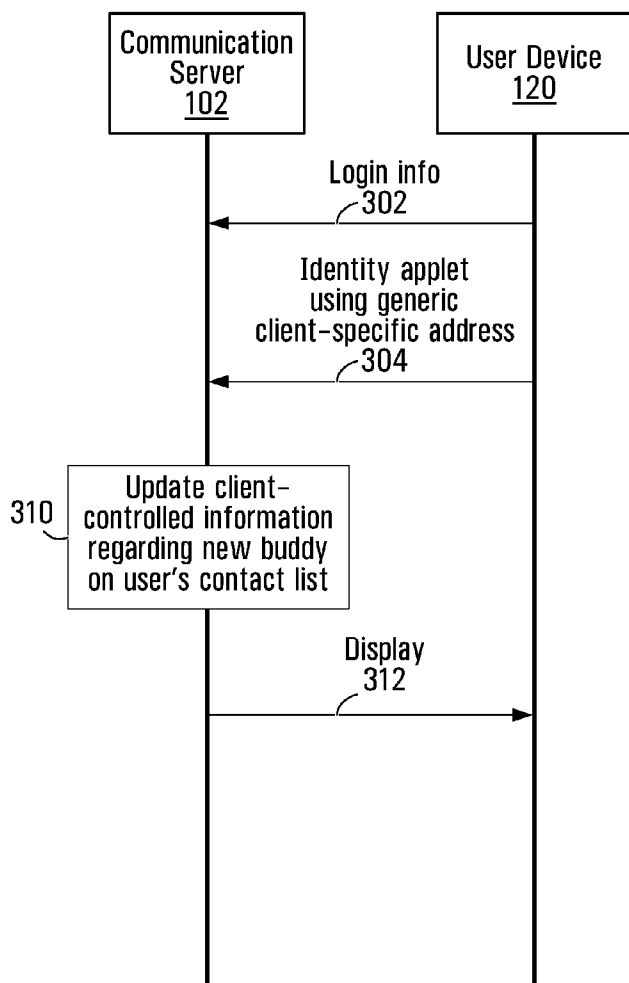 Communication
Server
102
User Device
120
Login info
302
Identity applet
using generic
client-specific address
304
310
Update client-
controlled information
regarding new buddy
on user's contact list
Display
312